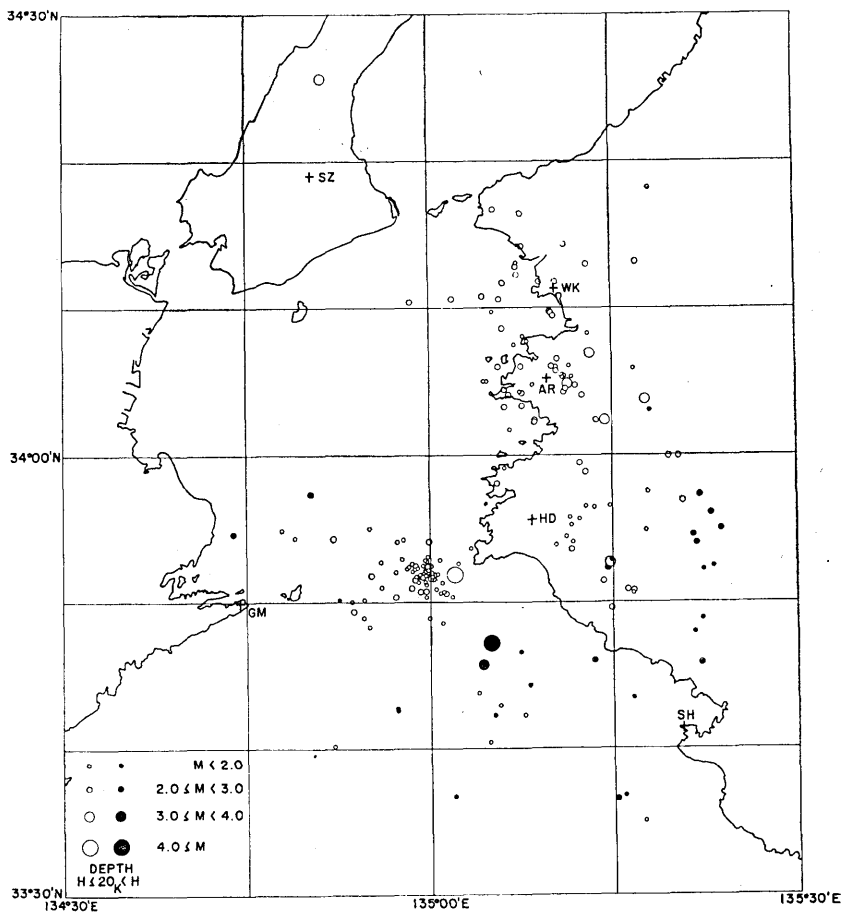 34°30'N
SZ
WK
AR
34°00'N
HD
GM
SH
M < 2.0
2.0 ≤ M < 3.0
3.0 ≤ M < 4.0
4.0 ≤ M
DEPTH
H ≤ 20 < H
K
33°30'N
134°30'E
135°00'E
135°30'E